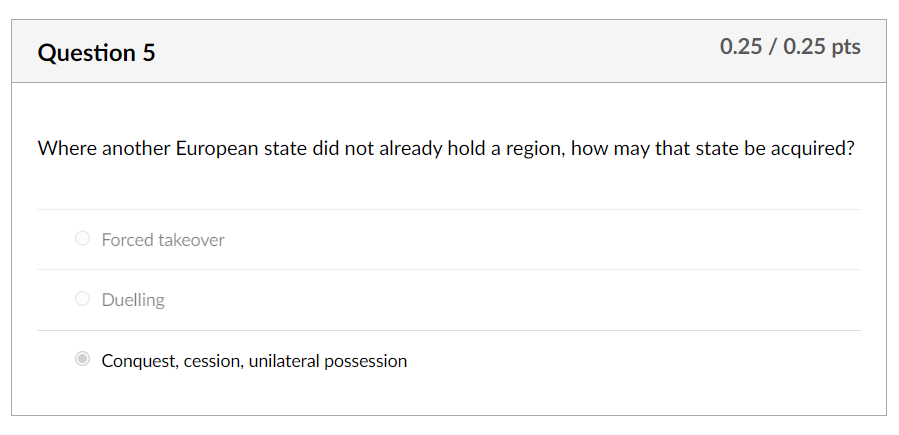 Question 5
0.25 / 0.25 pts
Where another European state did not already hold a region, how may that state be acquired?
Forced takeover
Duelling
Conquest, cession, unilateral possession